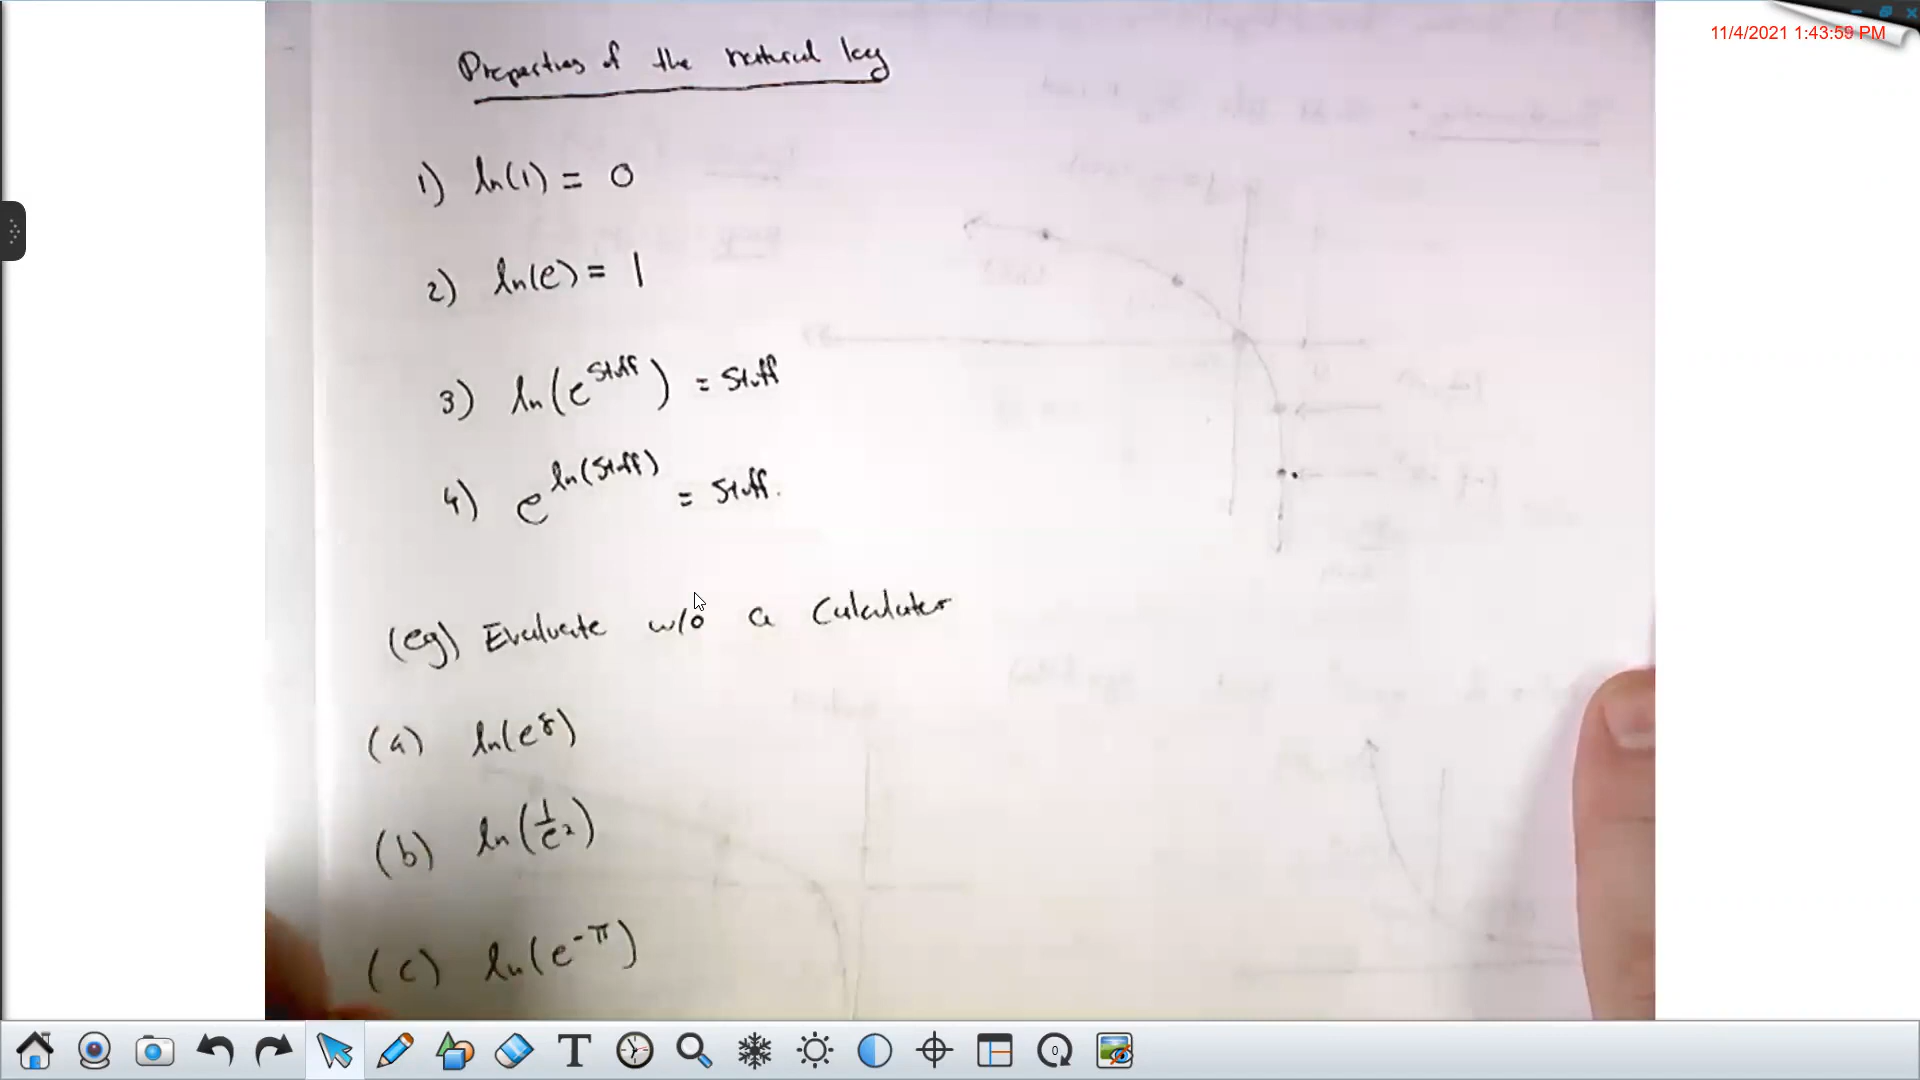 11/4/2021 1:43:59 PM
Properties of the natural log
1) ln(1) = 0
2) ln(e) = 1
3) ln(e^stuff) = stuff
4) e^ln(stuff) = stuff.
(eg) Evaluate w/o a Calculator
(a) ln(e^8)
(b) ln(1/e^2)
(c) ln(e^-π)
T
0